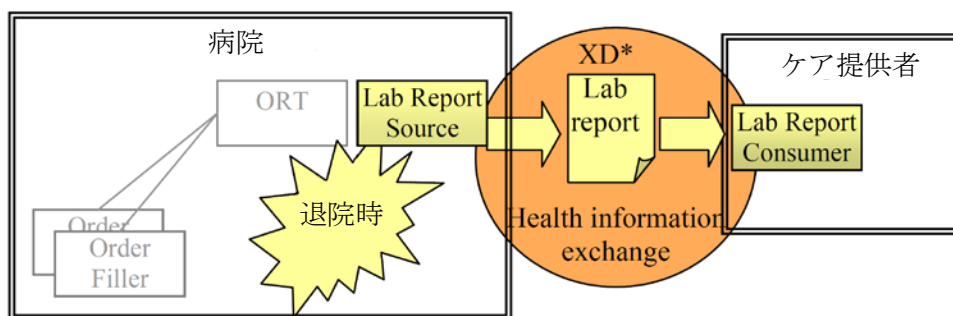 病院
ORT
Lab Report
Source
退院時
Order
Order
Filler
XD*
Lab
report
Health information
exchange
ケア提供者
Lab Report
Consumer